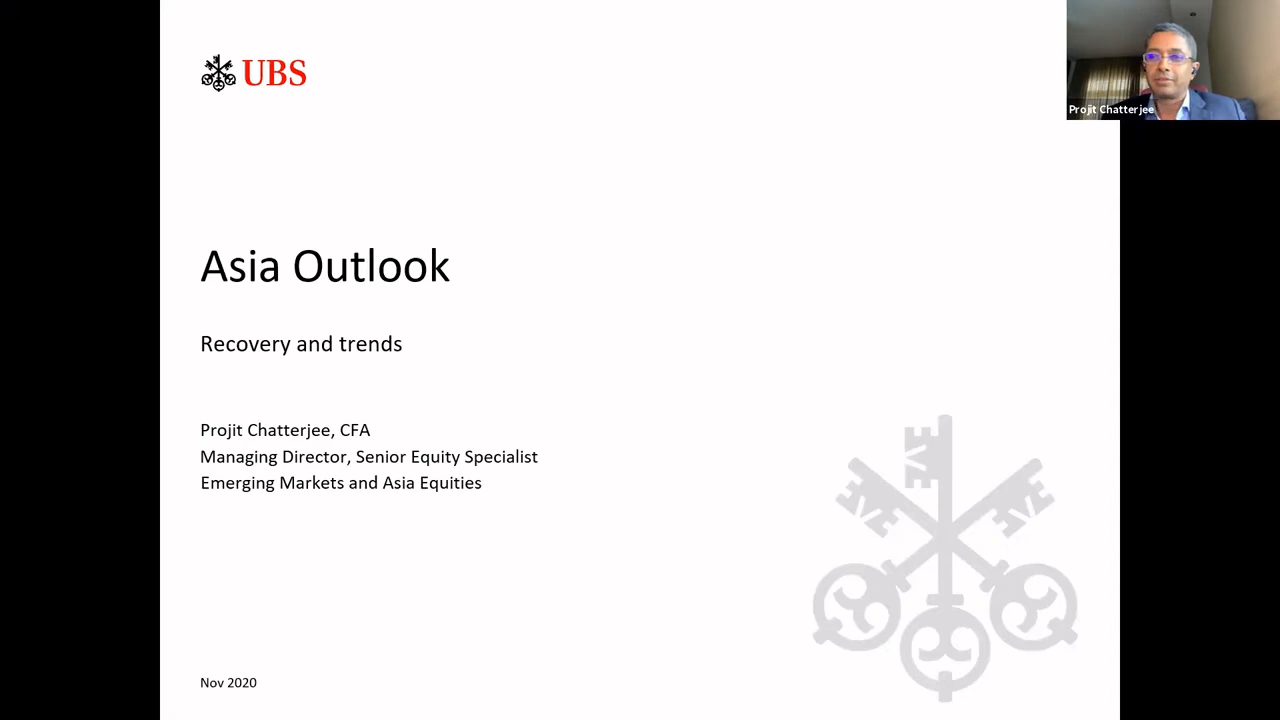 UBS
Projit Chatterjee
Asia Outlook
Recovery and trends
Projit Chatterjee, CFA
Managing Director, Senior Equity Specialist
Emerging Markets and Asia Equities
Nov 2020